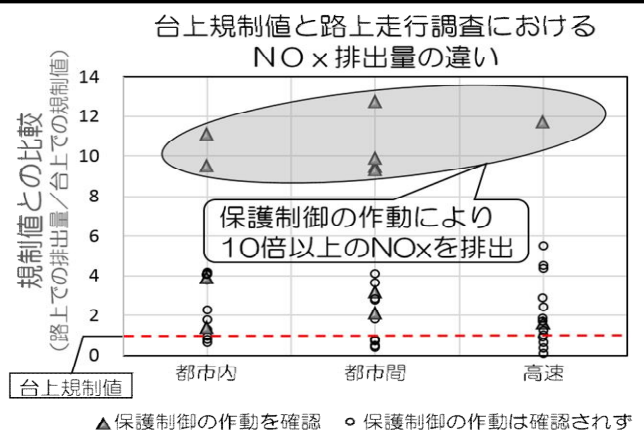 台上規制値と路上走行調査における
NOx排出量の違い
規制値との比較
(路上での排出量/台上での規制値)
14
12
10
8
6
4
2
0
保護制御の作動により
10倍以上のNOxを排出
台上規制値
都市内 都市間 高速
▲保護制御の作動を確認 ○ 保護制御の作動は確認されず